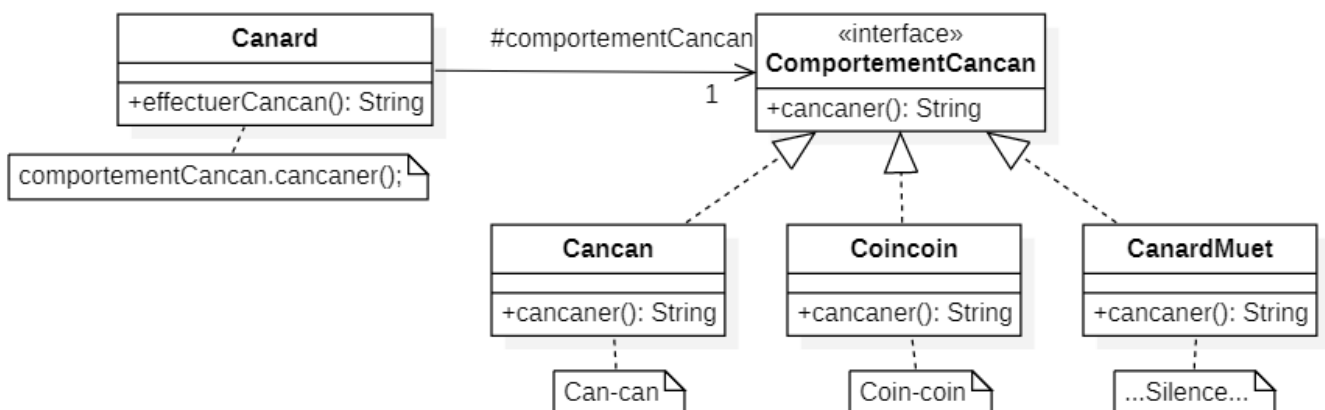 Canard
+effectuerCancan(): String
comportementCancan.cancaner();
#comportementCancan
1
«interface»
ComportementCancan
+cancaner(): String
Cancan
+cancaner(): String
Can-can
Coincoin
+cancaner(): String
Coin-coin
CanardMuet
+cancaner(): String
...Silence...